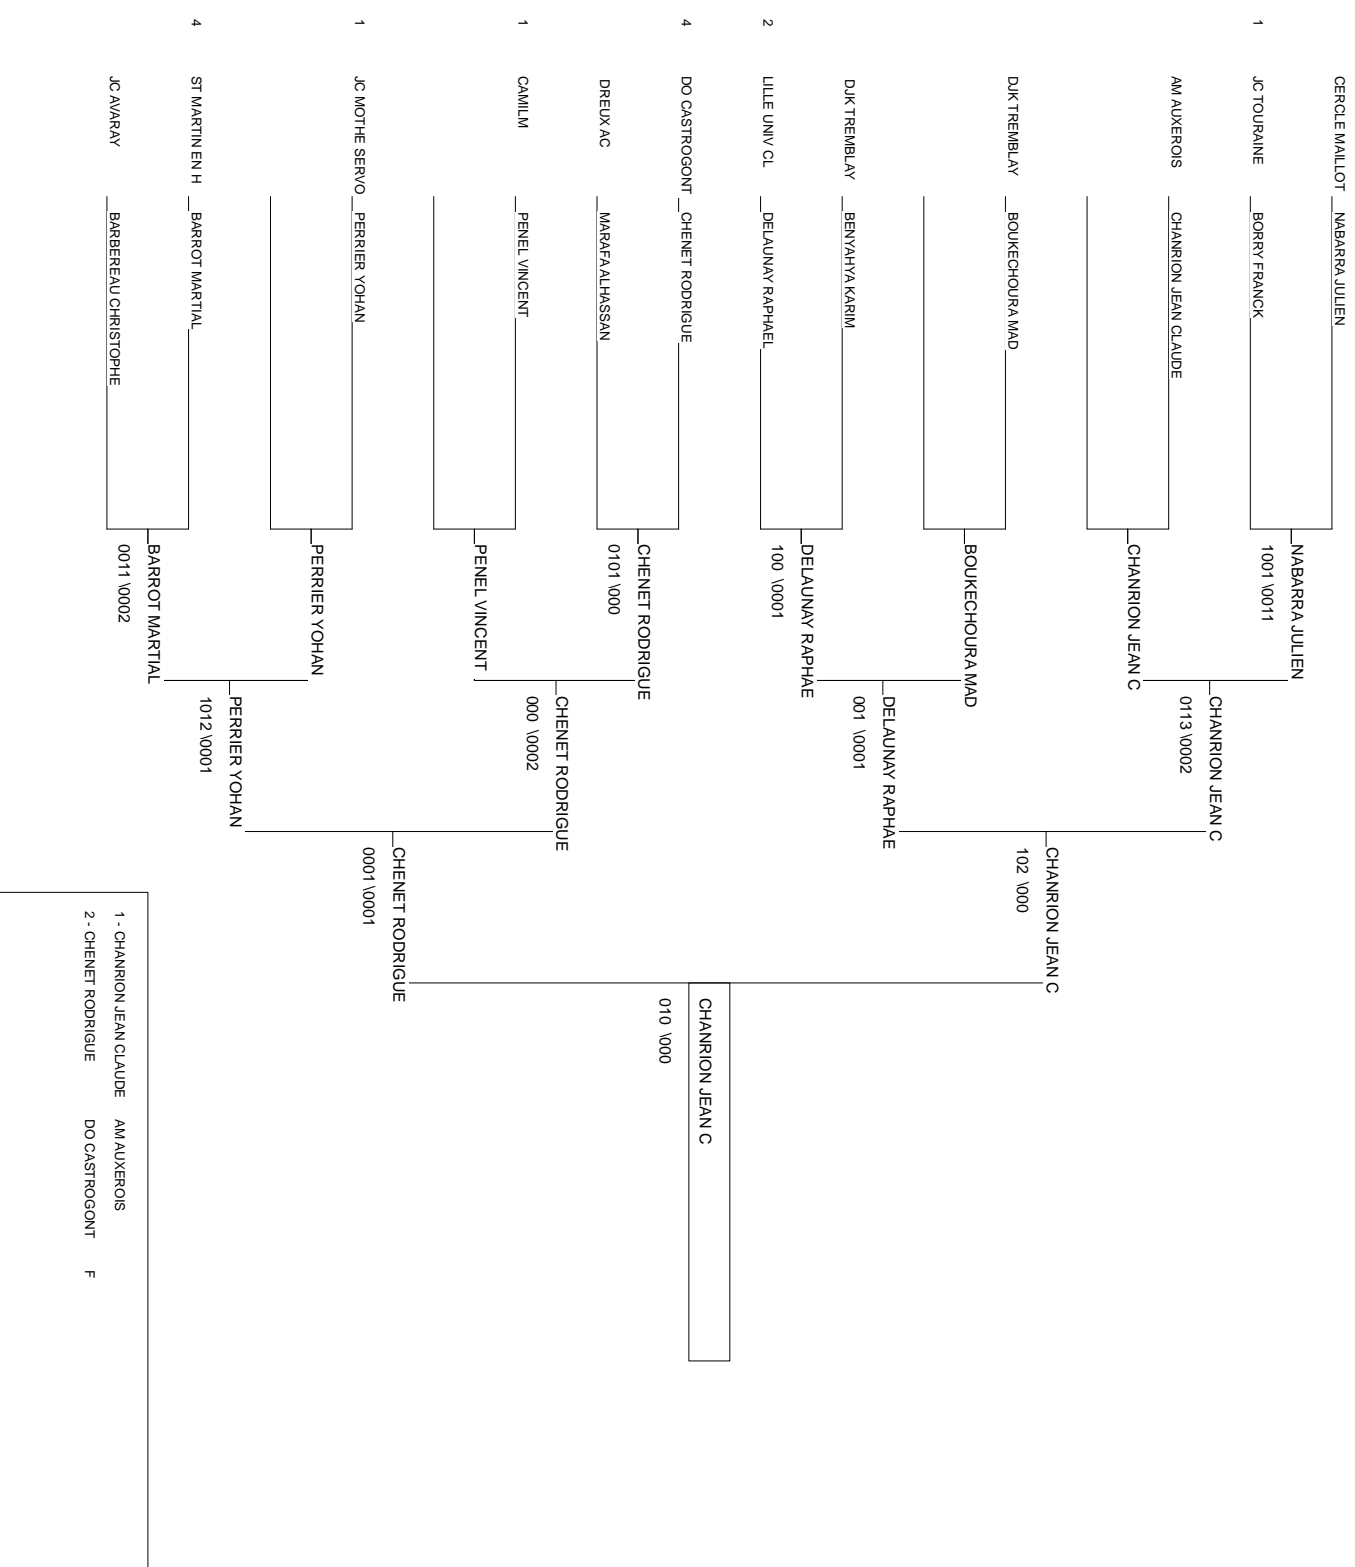 CERCLE MAILLOT NABARRA JULIEN
1 JC TOURAINE BORRY FRANCK
AM AUXEROIS CHANRION JEAN CLAUDE
DJK TREMBLAY BOUKECHOURA MAD
DJK TREMBLAY BENYAHYA KARIM
2 LILLE UNIV CL DELAUNAY RAPHAEL
4 DO CASTROGONT CHENET RODRIGUE
DREUX AC MARAFA ALHASSAN
1 CAMILM PENEL VINCENT
1 JC MOTHE SERVO PERRIER YOHAN
4 ST MARTIN EN H BARROT MARTIAL
JC AVARAY BARBEREAU CHRISTOPHE
NABARRA JULIEN
1001 \0011
CHANRION JEAN C
BOUKECHOURA MAD
DELAUNAY RAPHAE
100 \0001
CHENET RODRIGUE
0101 \000
PENEL VINCENT
PERRIER YOHAN
BARROT MARTIAL
0011 \0002
CHANRION JEAN C
0113 \0002
DELAUNAY RAPHAE
001 \0001
CHENET RODRIGUE
000 \0002
PERRIER YOHAN
1012 \0001
CHANRION JEAN C
102 \000
CHENET RODRIGUE
0001 \0001
CHANRION JEAN C
010 \000
1 - CHANRION JEAN CLAUDE AM AUXEROIS
2 - CHENET RODRIGUE DO CASTROGONT F